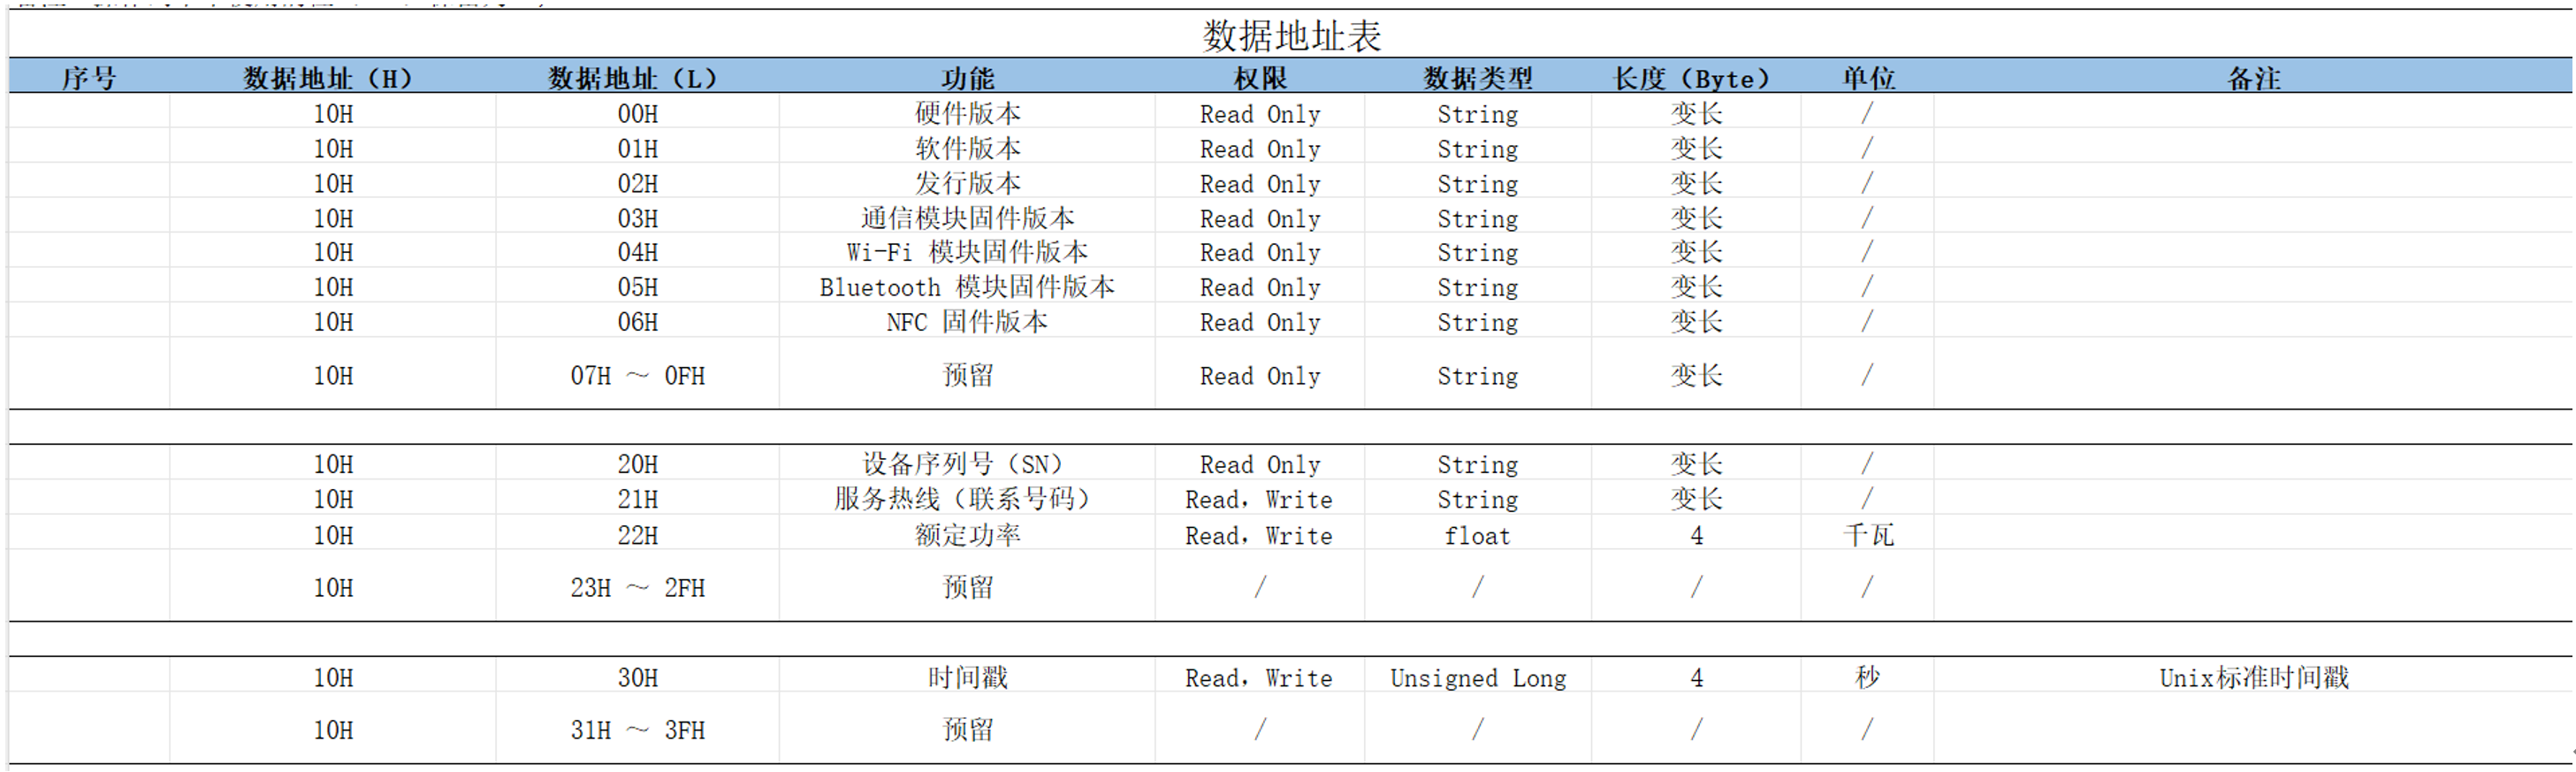 数据地址表
序号 数据地址（H） 数据地址（L） 功能 权限 数据类型 长度（Byte） 单位 备注
10H 00H 硬件版本 Read Only String 变长 /
10H 01H 软件版本 Read Only String 变长 /
10H 02H 发行版本 Read Only String 变长 /
10H 03H 通信模块固件版本 Read Only String 变长 /
10H 04H Wi-Fi 模块固件版本 Read Only String 变长 /
10H 05H Bluetooth 模块固件版本 Read Only String 变长 /
10H 06H NFC 固件版本 Read Only String 变长 /
10H 07H ～ 0FH 预留 Read Only String 变长 /
10H 20H 设备序列号（SN） Read Only String 变长 /
10H 21H 服务热线（联系号码） Read，Write String 变长 /
10H 22H 额定功率 Read，Write float 4 千瓦
10H 23H ～ 2FH 预留 / / / /
10H 30H 时间戳 Read，Write Unsigned Long 4 秒 Unix标准时间戳
10H 31H ～ 3FH 预留 / / / /